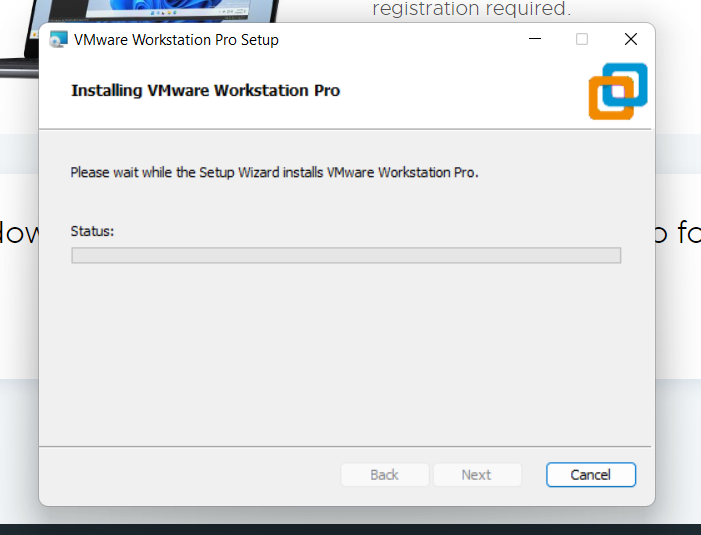 registration required.
VMware Workstation Pro Setup
Installing VMware Workstation Pro
Please wait while the Setup Wizard installs VMware Workstation Pro.
Status:
Back
Next
Cancel